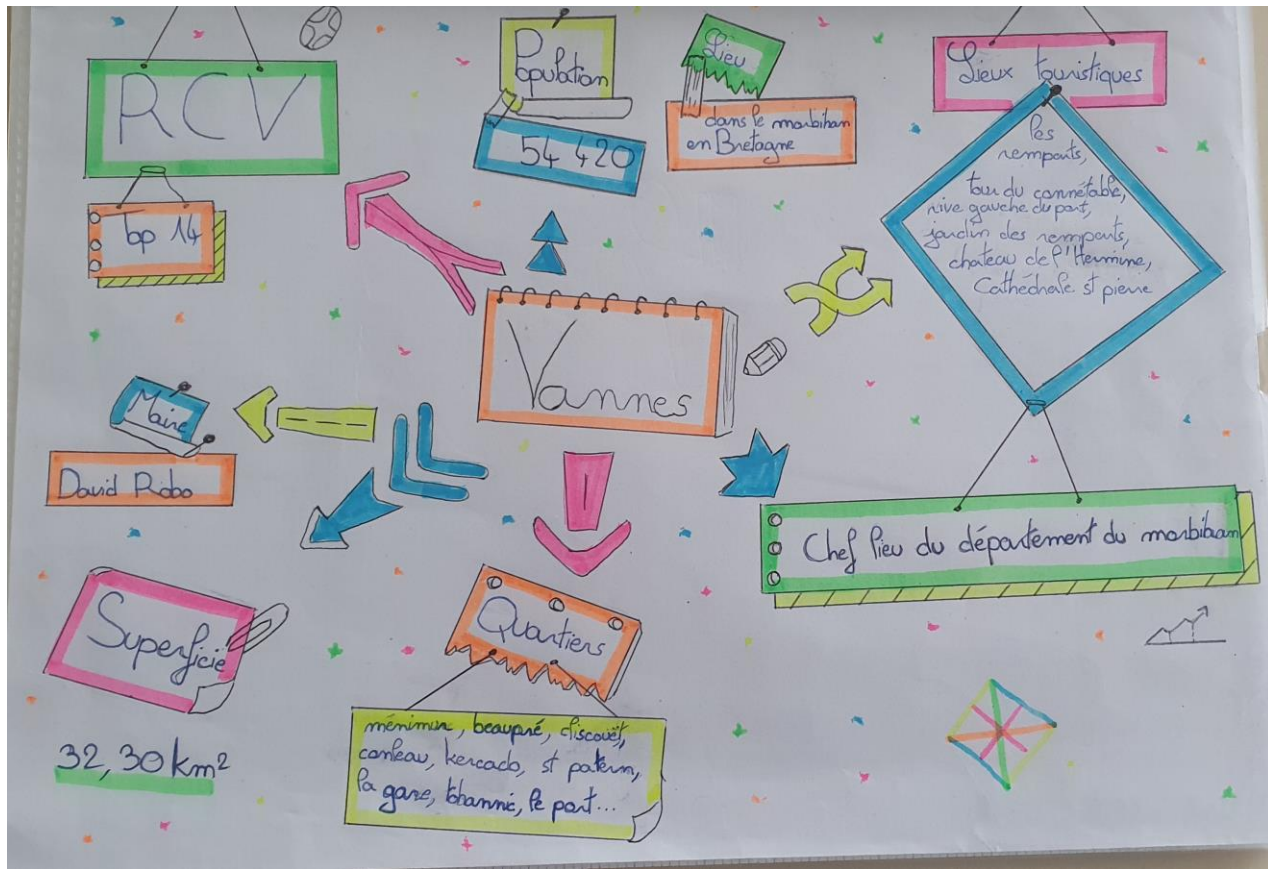 RCV
Top 14
Population
54 420
Lieu
dans le morbihan
en Bretagne
Lieux touristiques
les
remparts,
tour du connétable,
rive gauche du port,
jardin des remparts,
chateau de l'Hermine,
Cathédrale st pierre
Vannes
Maire
David Robo
Chef lieu du département du morbihan
Superficie
32,30 km²
Quartiers
ménimur, beaupré, cliscouët,
conleau, kercado, st patern,
la gare, tohannic, le port...